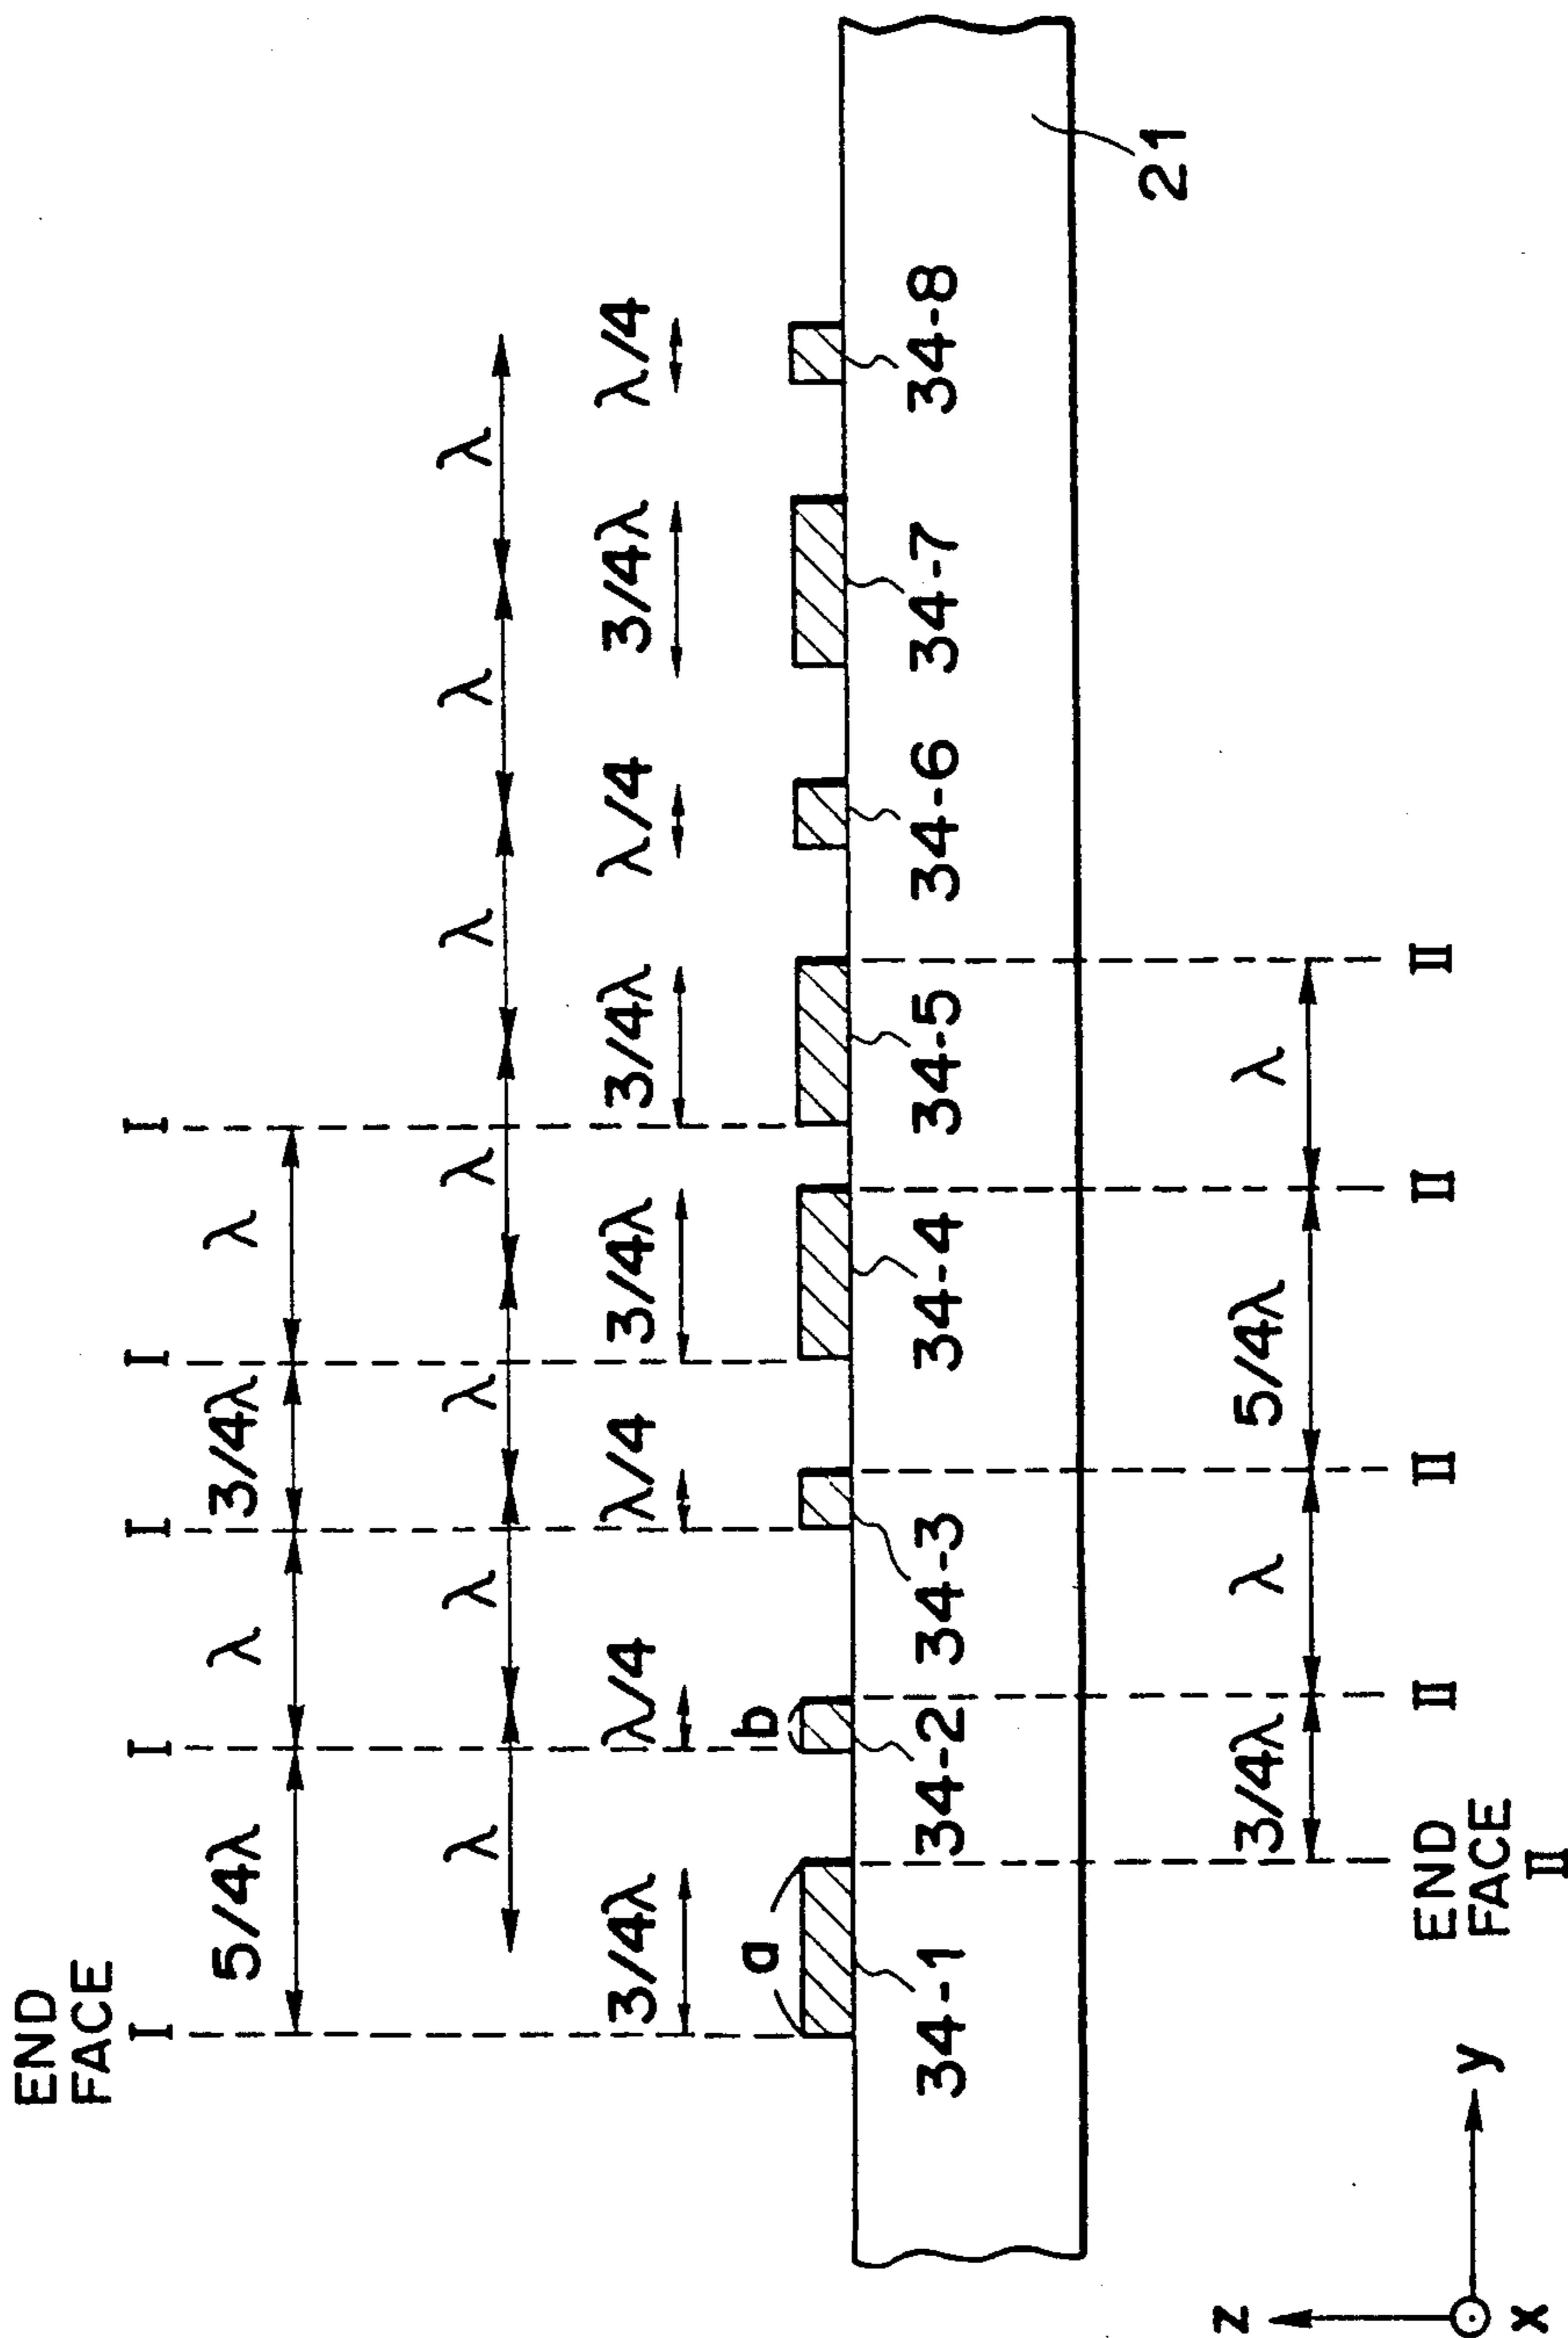 END
FACE
I I I I I
5/4λ λ 3/4λ λ
λ λ λ λ λ λ λ
3/4λ λ/4 λ/4 3/4λ 3/4λ λ/4 3/4λ λ/4
a b
34-1 34-2 34-3 34-4 34-5 34-6 34-7 34-8
21
3/4λ λ 5/4λ λ
END
FACE
II II II II II
z
y
x